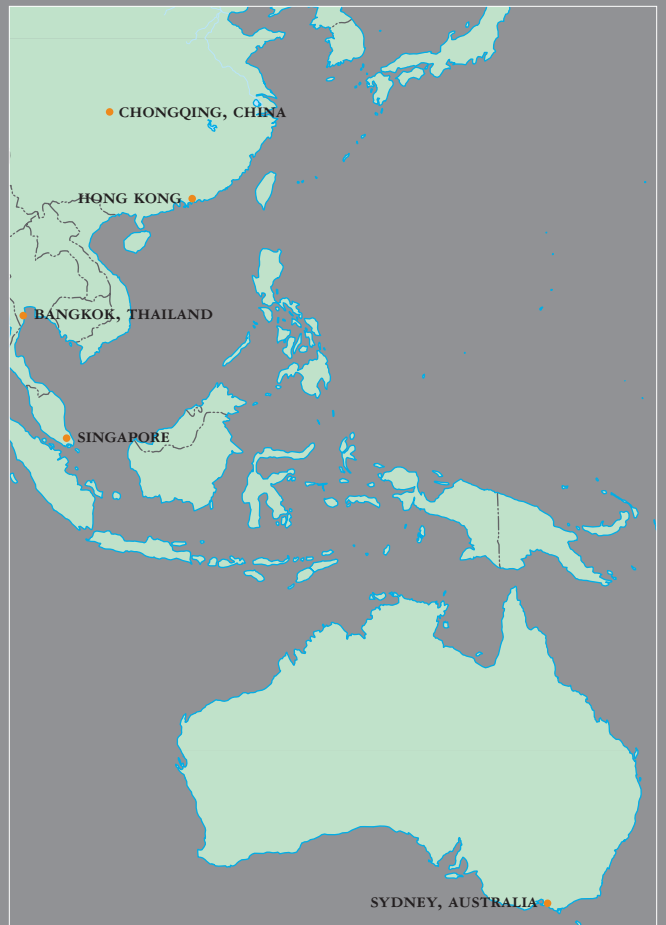 CHONGQING, CHINA
HONG KONG
BANGKOK, THAILAND
SINGAPORE
SYDNEY, AUSTRALIA